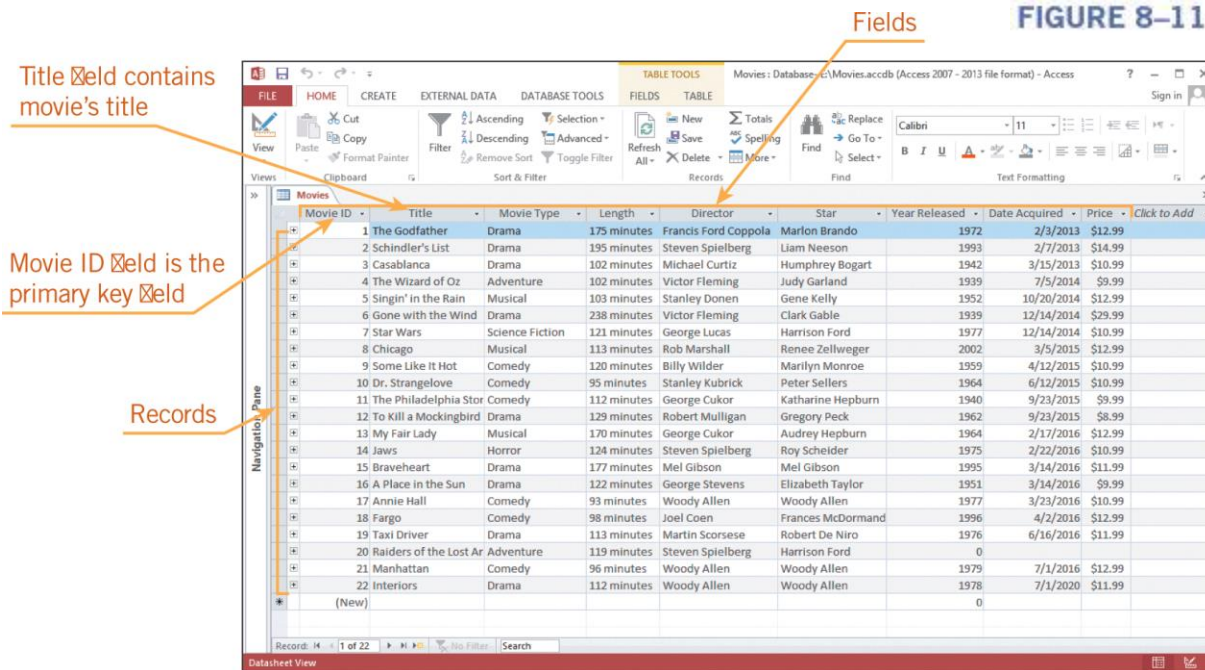 FIGURE 8–11
Fields
Title ☒eld contains
movie's title
Movie ID ☒eld is the
primary key ☒eld
Records
TABLE TOOLS Movies : Database- \Movies.accdb (Access 2007 - 2013 file format) - Access ?
FILE HOME CREATE EXTERNAL DATA DATABASE TOOLS FIELDS TABLE Sign in
View Paste Cut Copy Format Painter
Filter Ascending Descending Remove Sort Selection Advanced Toggle Filter
Refresh All New Save Delete Totals Spelling More
Find Replace Go To Select
Calibri 11
B I U A
Views Clipboard Sort & Filter Records Find Text Formatting
Movies
Movie ID Title Movie Type Length Director Star Year Released Date Acquired Price Click to Add
1 The Godfather Drama 175 minutes Francis Ford Coppola Marlon Brando 1972 2/3/2013 $12.99
2 Schindler's List Drama 195 minutes Steven Spielberg Liam Neeson 1993 2/7/2013 $14.99
3 Casablanca Drama 102 minutes Michael Curtiz Humphrey Bogart 1942 3/15/2013 $10.99
4 The Wizard of Oz Adventure 102 minutes Victor Fleming Judy Garland 1939 7/5/2014 $9.99
5 Singin' in the Rain Musical 103 minutes Stanley Donen Gene Kelly 1952 10/20/2014 $12.99
6 Gone with the Wind Drama 238 minutes Victor Fleming Clark Gable 1939 12/14/2014 $29.99
7 Star Wars Science Fiction 121 minutes George Lucas Harrison Ford 1977 12/14/2014 $10.99
8 Chicago Musical 113 minutes Rob Marshall Renee Zellweger 2002 3/5/2015 $12.99
9 Some Like It Hot Comedy 120 minutes Billy Wilder Marilyn Monroe 1959 4/12/2015 $10.99
10 Dr. Strangelove Comedy 95 minutes Stanley Kubrick Peter Sellers 1964 6/12/2015 $10.99
11 The Philadelphia Stor Comedy 112 minutes George Cukor Katharine Hepburn 1940 9/23/2015 $9.99
12 To Kill a Mockingbird Drama 129 minutes Robert Mulligan Gregory Peck 1962 9/23/2015 $8.99
13 My Fair Lady Musical 170 minutes George Cukor Audrey Hepburn 1964 2/17/2016 $12.99
14 Jaws Horror 124 minutes Steven Spielberg Roy Scheider 1975 2/22/2016 $10.99
15 Braveheart Drama 177 minutes Mel Gibson Mel Gibson 1995 3/14/2016 $11.99
16 A Place in the Sun Drama 122 minutes George Stevens Elizabeth Taylor 1951 3/14/2016 $9.99
17 Annie Hall Comedy 93 minutes Woody Allen Woody Allen 1977 3/23/2016 $10.99
18 Fargo Comedy 98 minutes Joel Coen Frances McDormand 1996 4/2/2016 $12.99
19 Taxi Driver Drama 113 minutes Martin Scorsese Robert De Niro 1976 6/16/2016 $11.99
20 Raiders of the Lost Ar Adventure 119 minutes Steven Spielberg Harrison Ford 0
21 Manhattan Comedy 96 minutes Woody Allen Woody Allen 1979 7/1/2016 $12.99
22 Interiors Drama 112 minutes Woody Allen Woody Allen 1978 7/1/2020 $11.99
(New) 0
Navigation Pane
Record: 1 of 22 No Filter Search
Datasheet View